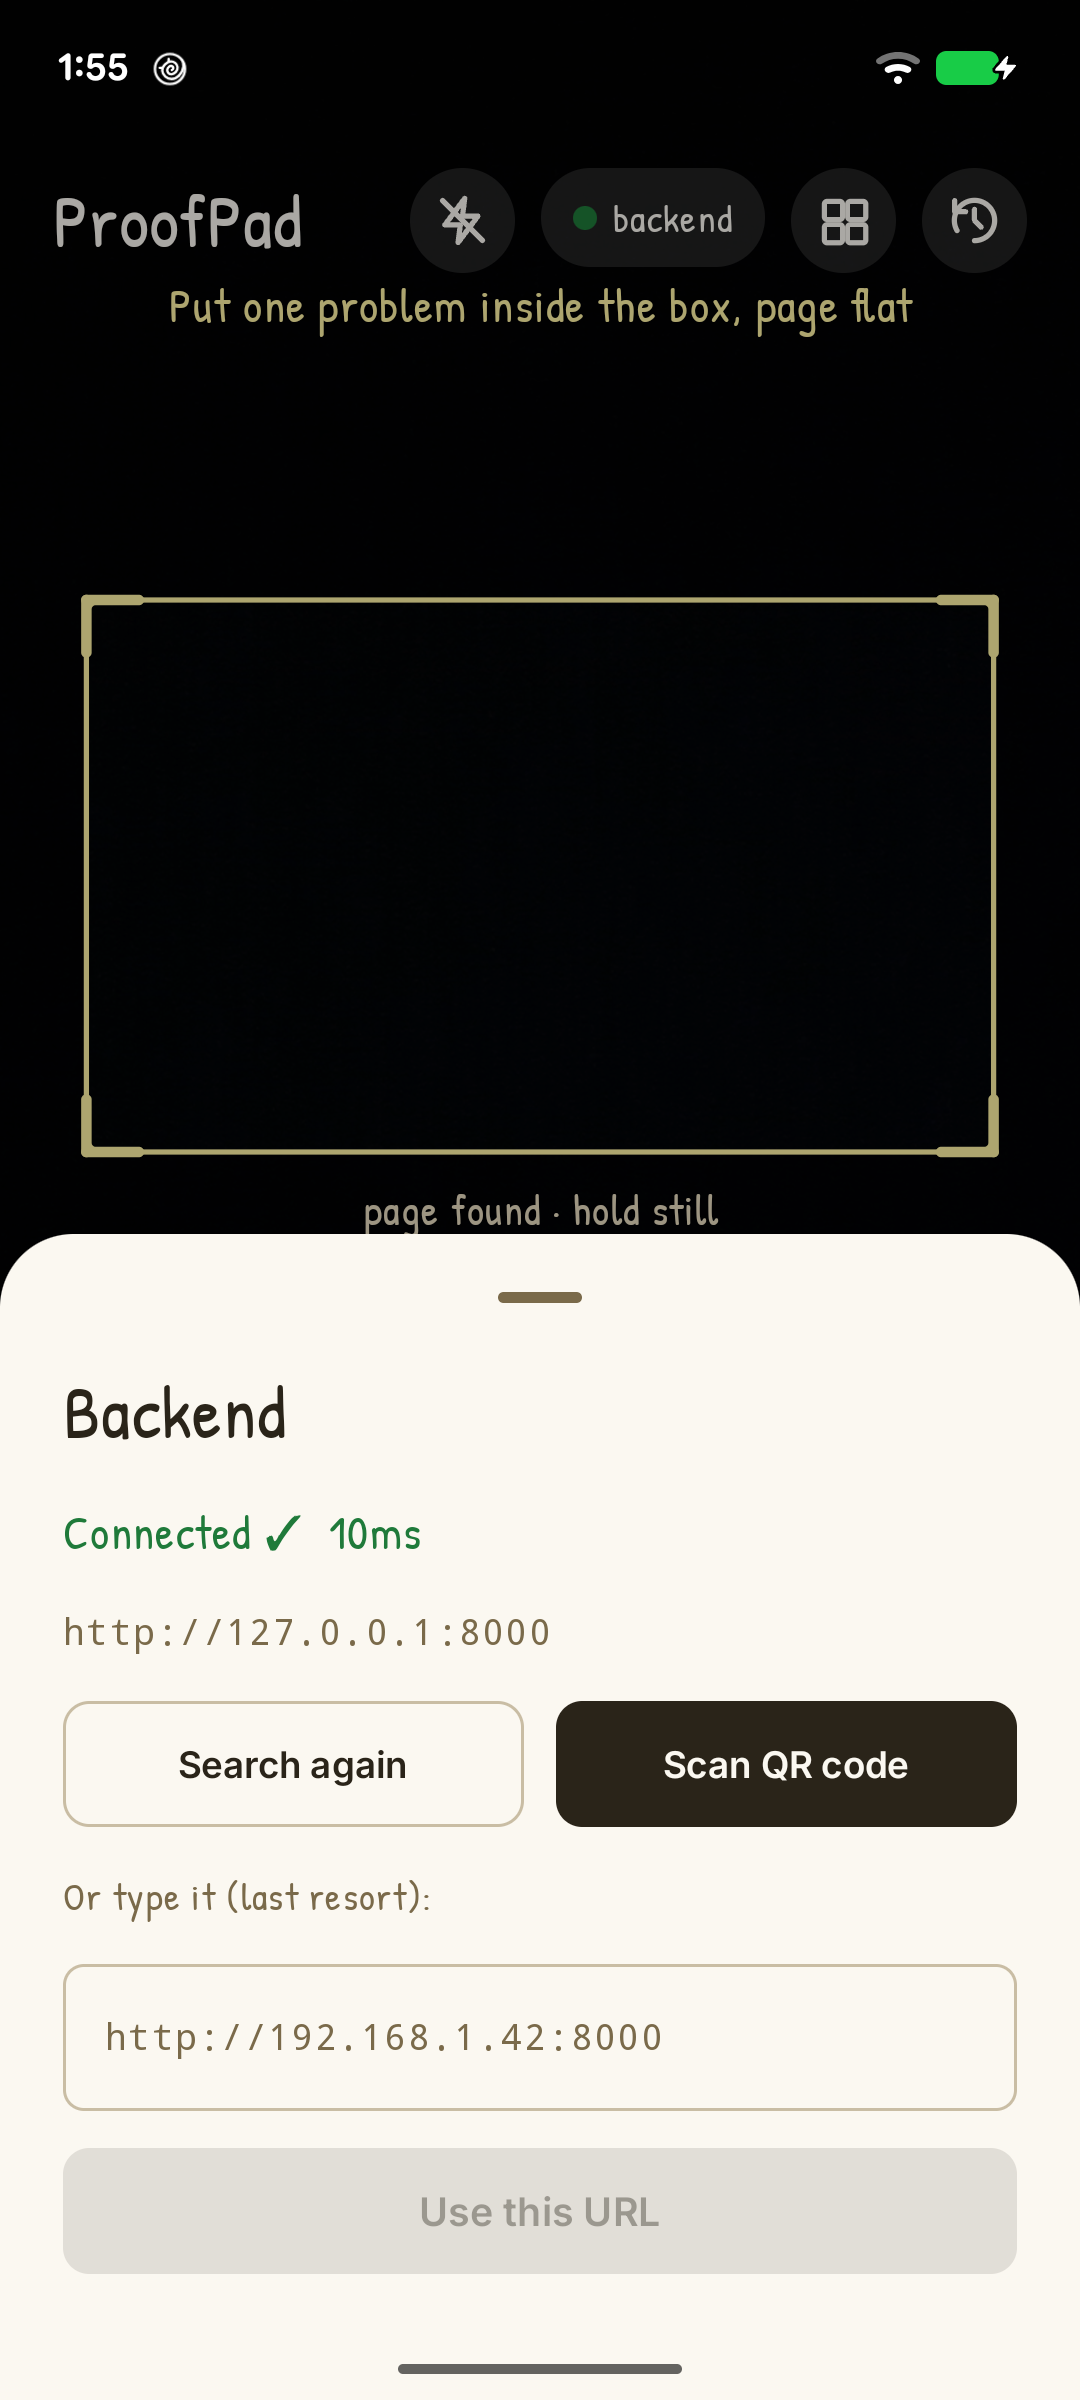 1:55
ProofPad
backend
Put one problem inside the box, page flat
page found · hold still
Backend
Connected ✓ 10ms
http://127.0.0.1:8000
Search again
Scan QR code
Or type it (last resort):
http://192.168.1.42:8000
Use this URL